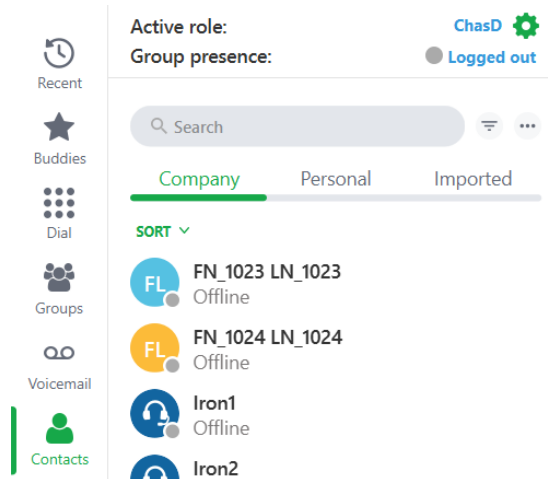 Active role: ChasD
Group presence: Logged out
Recent
Buddies
Dial
Groups
Voicemail
Contacts
Search
Company Personal Imported
SORT
FL FN_1023 LN_1023
Offline
FL FN_1024 LN_1024
Offline
Iron1
Offline
Iron2